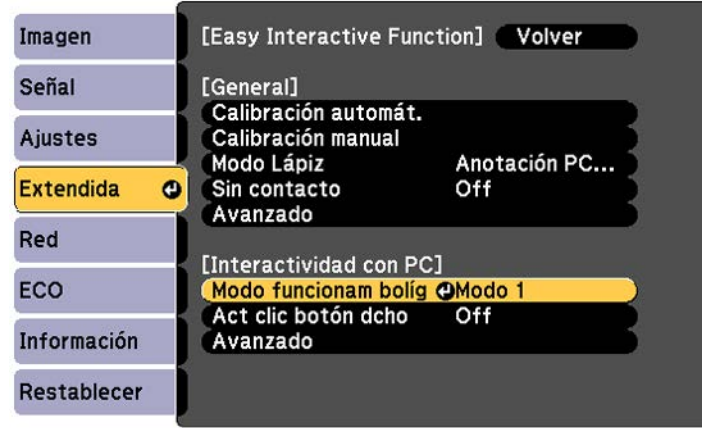 Imagen
Señal
Ajustes
Extendida
Red
ECO
Información
Restablecer
[Easy Interactive Function] Volver
[General]
Calibración automát.
Calibración manual
Modo Lápiz Anotación PC...
Sin contacto Off
Avanzado
[Interactividad con PC]
Modo funcionam bolíg Modo 1
Act clic botón dcho Off
Avanzado